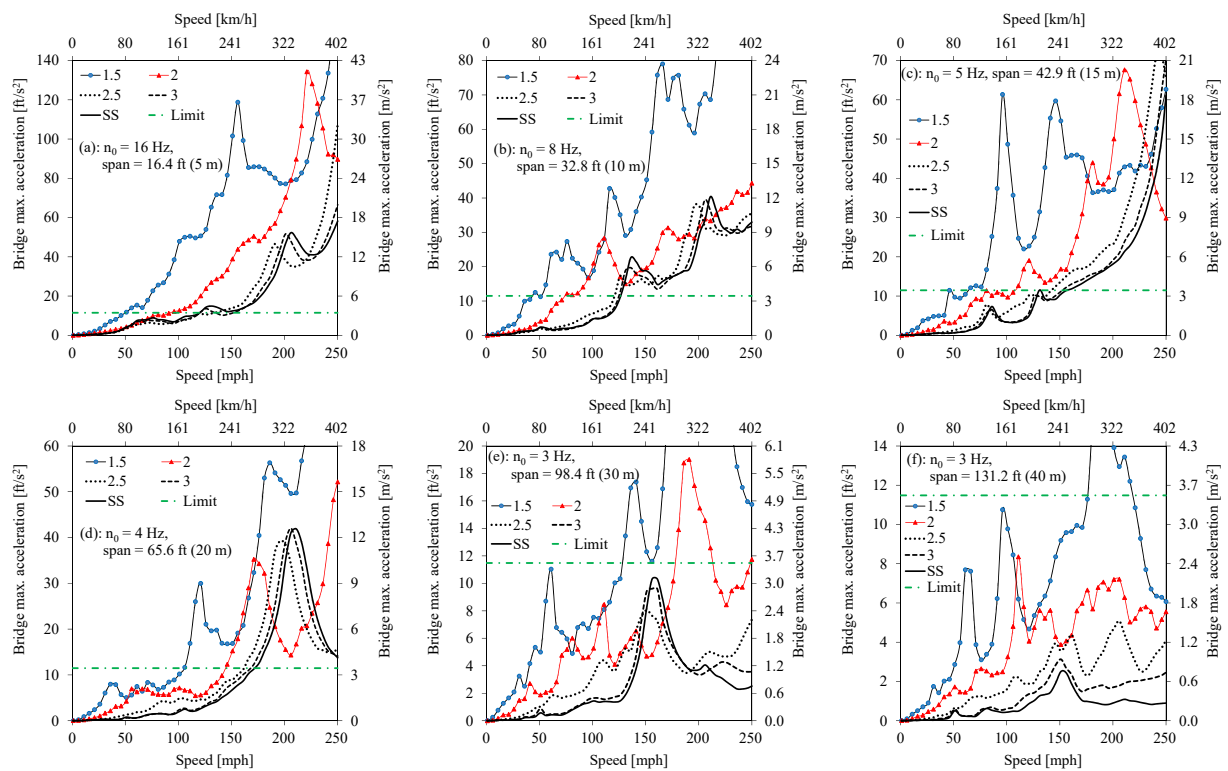 Speed [km/h]
0 80 161 241 322 402
Bridge max. acceleration [ft/s²]
140
120
100
80
60
40
20
0
43
39
36
30
27
24
21
18
15
12
9
6
3
0
Bridge max. acceleration [m/s²]
1.5 2
2.5 3
SS Limit
(a): n₀ = 16 Hz,
span = 16.4 ft (5 m)
0 50 100 150 200 250
Speed [mph]
Speed [km/h]
0 80 161 241 322 402
Bridge max. acceleration [ft/s²]
80
70
60
50
40
30
20
10
0
24
21
18
15
12
9
6
3
0
Bridge max. acceleration [m/s²]
1.5 2
2.5 3
SS Limit
(b): n₀ = 8 Hz,
span = 32.8 ft (10 m)
0 50 100 150 200 250
Speed [mph]
Speed [km/h]
0 80 161 241 322 402
Bridge max. acceleration [ft/s²]
70
60
50
40
30
20
10
0
21
18
15
12
9
6
3
0
Bridge max. acceleration [m/s²]
(c): n₀ = 5 Hz, span = 42.9 ft (15 m)
1.5
2
2.5
3
SS
Limit
0 50 100 150 200 250
Speed [mph]
Speed [km/h]
0 80 161 241 322 402
Bridge max. acceleration [ft/s²]
60
50
40
30
20
10
0
18
15
12
9
6
3
0
Bridge max. acceleration [m/s²]
1.5 2
2.5 3
SS Limit
(d): n₀ = 4 Hz,
span = 65.6 ft (20 m)
0 50 100 150 200 250
Speed [mph]
Speed [km/h]
0 80 161 241 322 402
Bridge max. acceleration [ft/s²]
20
18
16
14
12
10
8
6
4
2
0
6.1
5.5
4.9
4.3
3.7
3.0
2.4
1.8
1.2
0.6
0.0
Bridge max. acceleration [m/s²]
(e): n₀ = 3 Hz,
span = 98.4 ft (30 m)
1.5 2
2.5 3
SS Limit
0 50 100 150 200 250
Speed [mph]
Speed [km/h]
0 80 161 241 322 402
Bridge max. acceleration [ft/s²]
14
12
10
8
6
4
2
0
4.3
3.7
3.0
2.4
1.8
1.2
0.6
0.0
Bridge max. acceleration [m/s²]
(f): n₀ = 3 Hz,
span = 131.2 ft (40 m)
1.5
2
2.5
3
SS
Limit
0 50 100 150 200 250
Speed [mph]